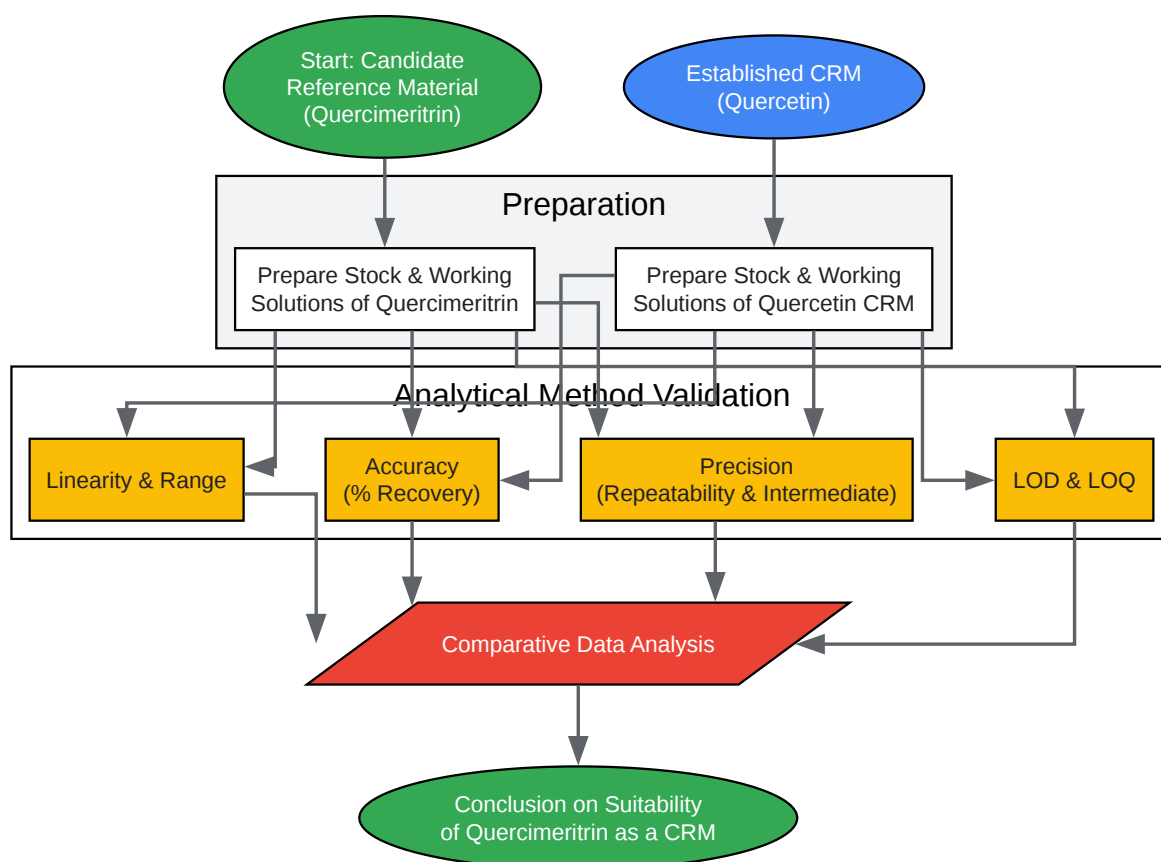 Start: Candidate
Reference Material
(Quercimeritrin)
Established CRM
(Quercetin)
Preparation
Prepare Stock & Working
Solutions of Quercimeritrin
Prepare Stock & Working
Solutions of Quercetin CRM
Analytical Method Validation
Linearity & Range
Accuracy
(% Recovery)
Precision
(Repeatability & Intermediate)
LOD & LOQ
Comparative Data Analysis
Conclusion on Suitability
of Quercimeritrin as a CRM